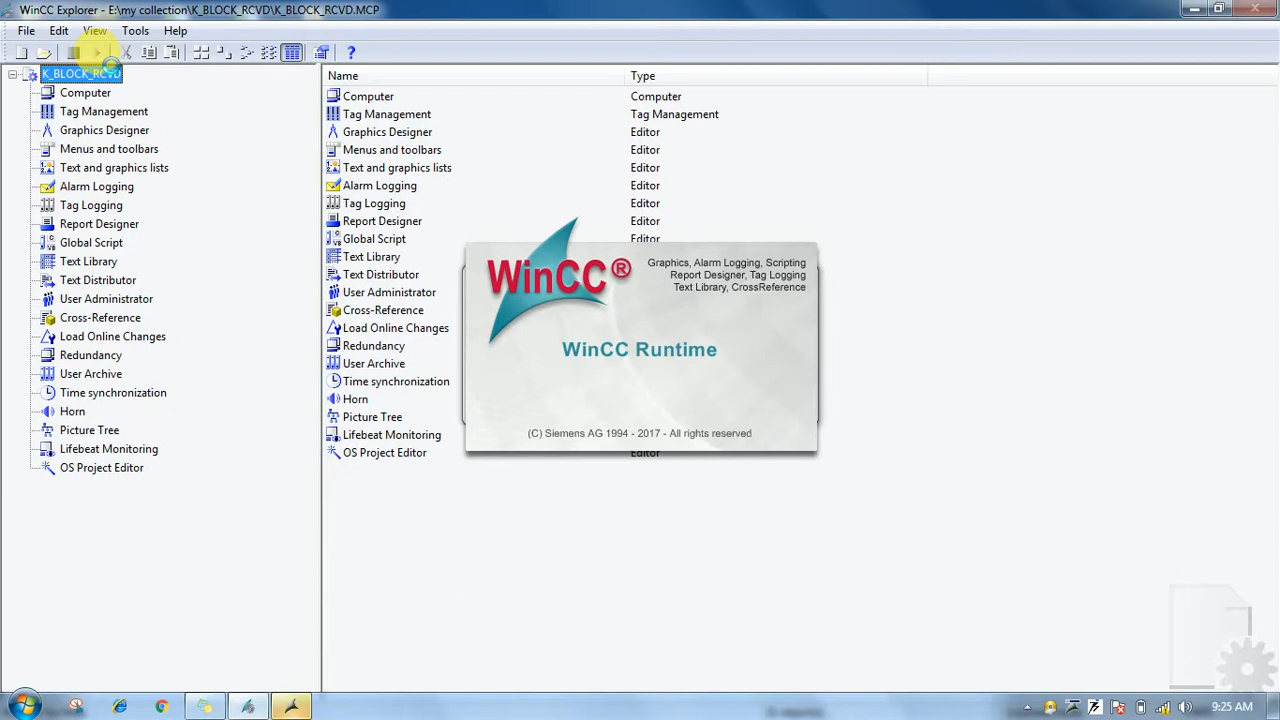 WinCC Explorer - E:\my collection\K_BLOCK_RCVD\K_BLOCK_RCVD.MCP
File Edit View Tools Help
K_BLOCK_RCVD
Computer
Tag Management
Graphics Designer
Menus and toolbars
Text and graphics lists
Alarm Logging
Tag Logging
Report Designer
Global Script
Text Library
Text Distributor
User Administrator
Cross-Reference
Load Online Changes
Redundancy
User Archive
Time synchronization
Horn
Picture Tree
Lifebeat Monitoring
OS Project Editor
Name Type
Computer Computer
Tag Management Tag Management
Graphics Designer Editor
Menus and toolbars Editor
Text and graphics lists Editor
Alarm Logging Editor
Tag Logging Editor
Report Designer Editor
Global Script Editor
Text Library
Text Distributor
User Administrator
Cross-Reference
Load Online Changes
Redundancy
User Archive
Time synchronization
Horn
Picture Tree
Lifebeat Monitoring
OS Project Editor Editor
WinCC®
Graphics, Alarm Logging, Scripting
Report Designer, Tag Logging
Text Library, CrossReference
WinCC Runtime
(C) Siemens AG 1994 - 2017 - All rights reserved
9:25 AM